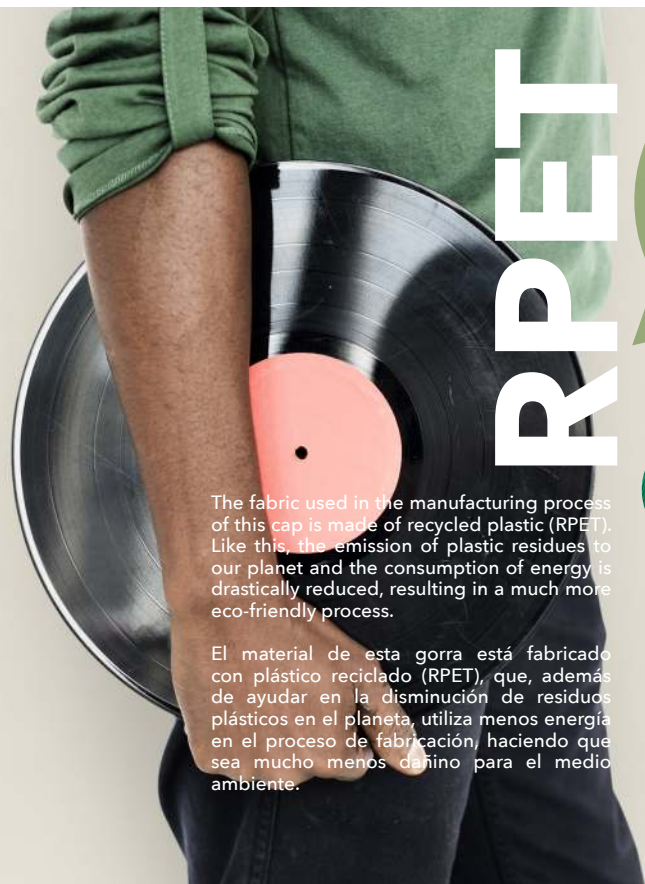 RPET
The fabric used in the manufacturing process
of this cap is made of recycled plastic (RPET).
Like this, the emission of plastic residues to
our planet and the consumption of energy is
drastically reduced, resulting in a much more
eco-friendly process.
El material de esta gorra está fabricado
con plástico reciclado (RPET), que, además
de ayudar en la disminución de residuos
plásticos en el planeta, utiliza menos energía
en el proceso de fabricación, haciendo que
sea mucho menos dañino para el medio
ambiente.